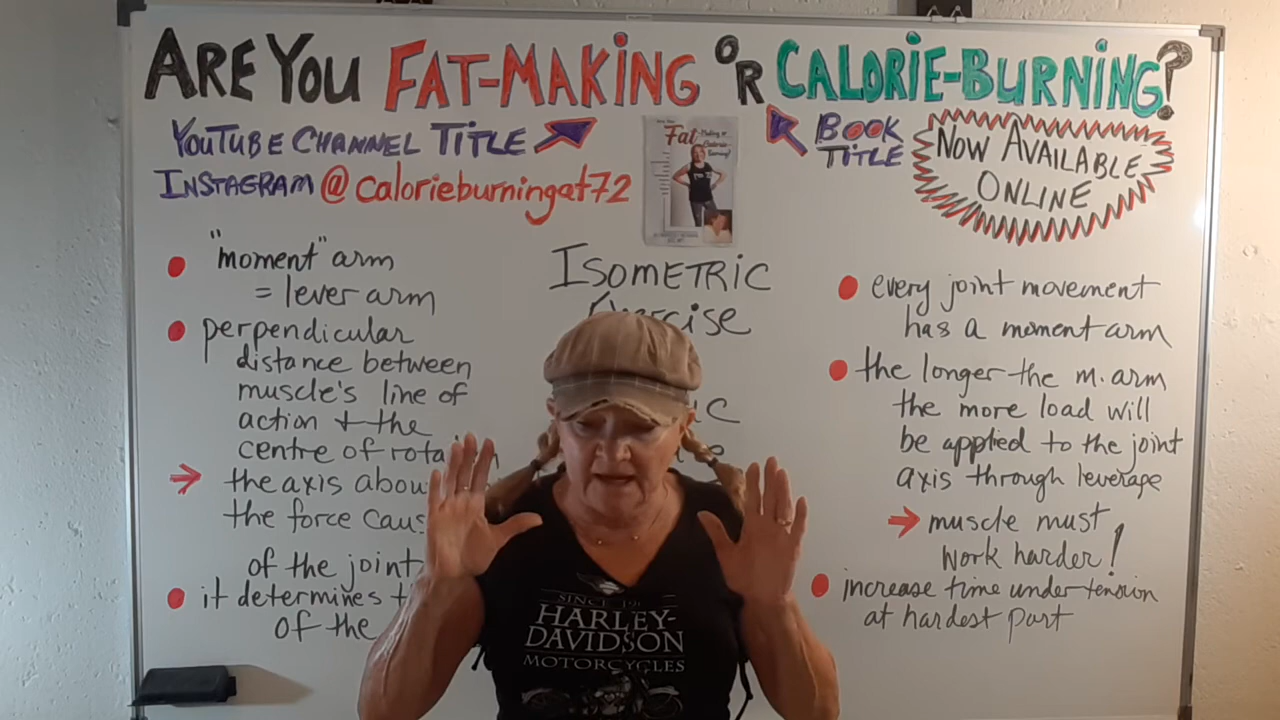 ARE YOU FAT-MAKING OR CALORIE-BURNING?
YOUTUBE CHANNEL TITLE
INSTAGRAM @calorieburningat72
Fat
BOOK
TITLE
NOW AVAILABLE
ONLINE
"moment" arm
= lever arm
perpendicular
distance between
muscle's line of
action + the
centre of
the axis
the force
of the joint
it determines
of the
ISOMETRIC
every joint movement
has a moment arm
the longer the m. arm
the more load will
be applied to the joint
axis through leverage
→ muscle must
work harder!
increase time under tension
at hardest part
SINCE
HARLEY-
DAVIDSON
MOTORCYCLES